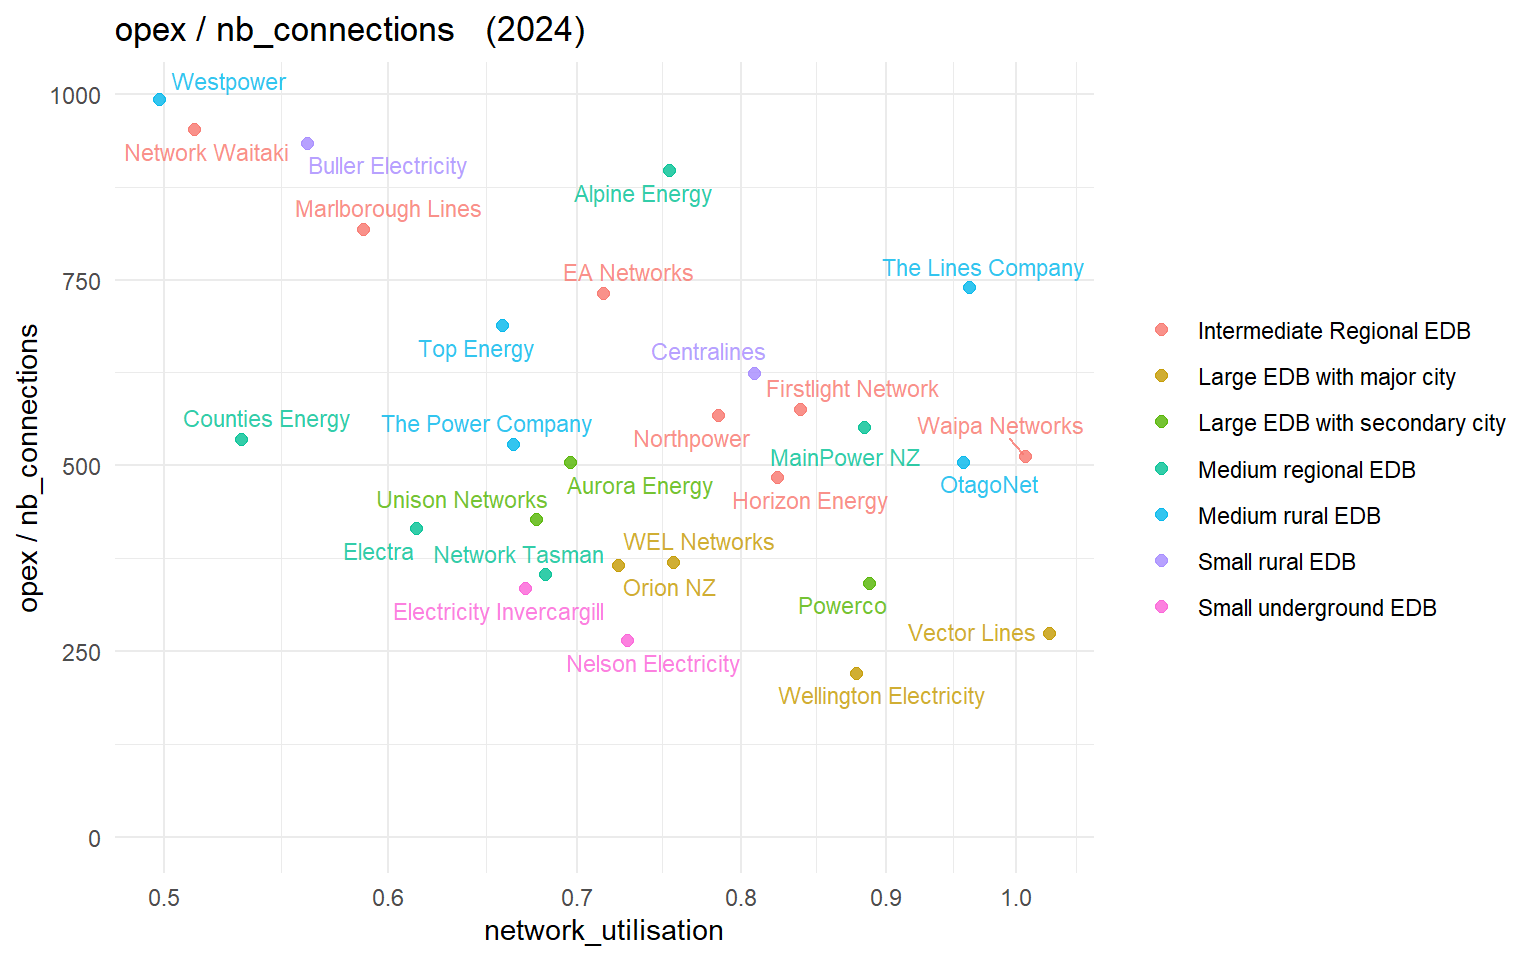 opex / nb_connections (2024)
Westpower
1000
Network Waitaki
Buller Electricity
Alpine Energy
Marlborough Lines
EA Networks
The Lines Company
750
Top Energy
Centralines
Firstlight Network
Counties Energy
The Power Company
Waipa Networks
Northpower
MainPower NZ
500
Aurora Energy
OtagoNet
Unison Networks
Horizon Energy
Electra
Network Tasman
WEL Networks
Orion NZ
Electricity Invercargill
Powerco
Vector Lines
250
Nelson Electricity
Wellington Electricity
0
0.5 0.6 0.7 0.8 0.9 1.0
network_utilisation
opex / nb_connections
Intermediate Regional EDB
Large EDB with major city
Large EDB with secondary city
Medium regional EDB
Medium rural EDB
Small rural EDB
Small underground EDB